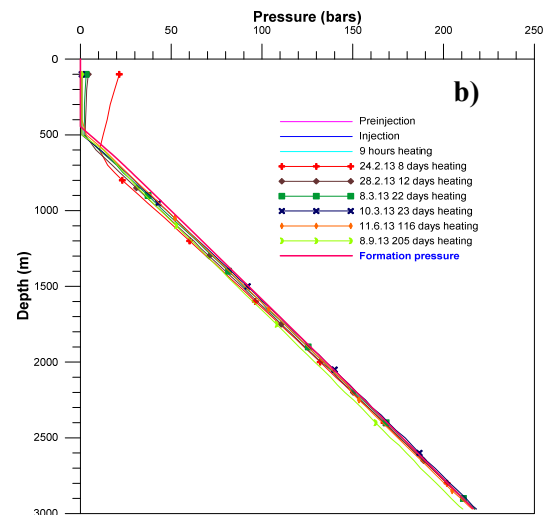 Pressure (bars)
0 50 100 150 200 250
0
500
1000
1500
2000
2500
3000
Depth (m)
b)
Preinjection
Injection
9 hours heating
24.2.13 8 days heating
28.2.13 12 days heating
8.3.13 22 days heating
10.3.13 23 days heating
11.6.13 116 days heating
8.9.13 205 days heating
Formation pressure